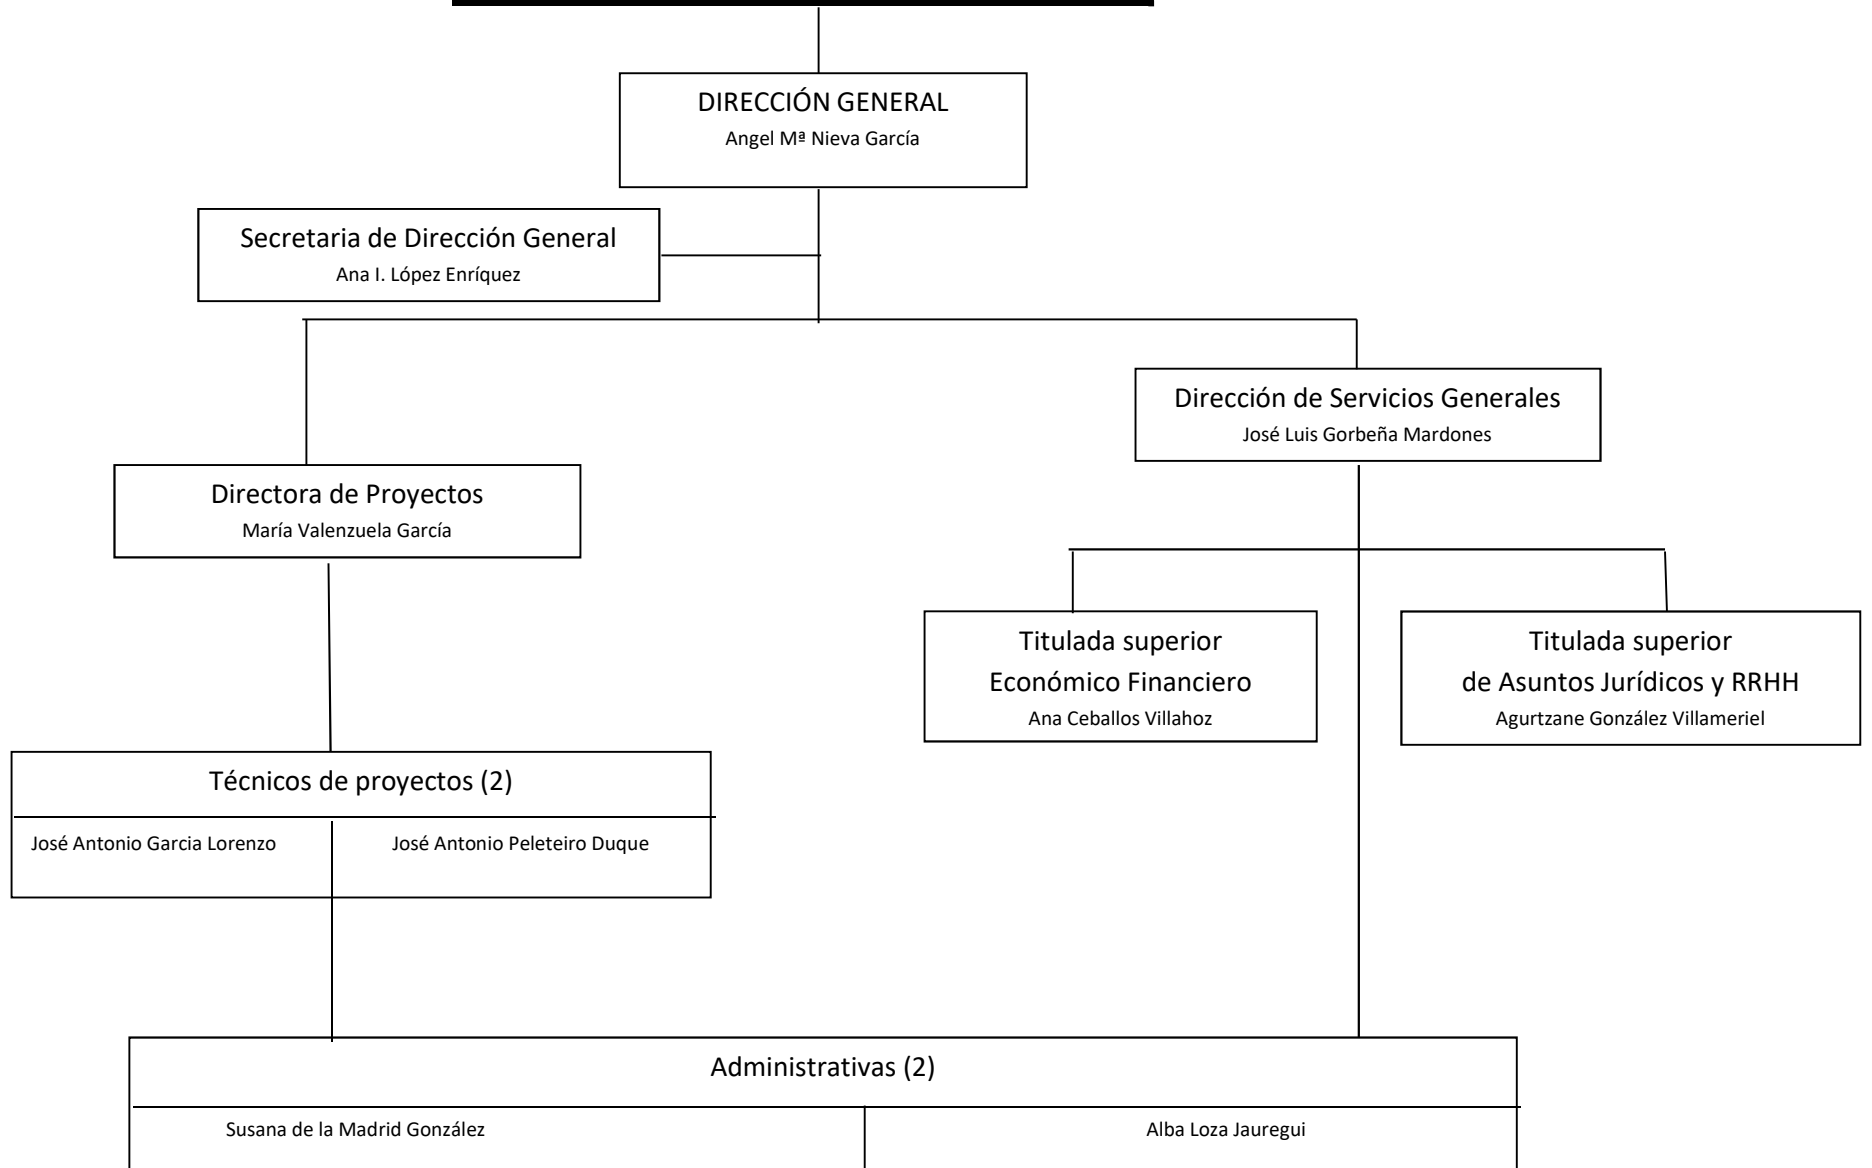 DIRECCIÓN GENERAL
Angel Mª Nieva García
Secretaria de Dirección General
Ana I. López Enríquez
Dirección de Servicios Generales
José Luis Gorbeña Mardones
Directora de Proyectos
María Valenzuela García
Titulada superior
Económico Financiero
Ana Ceballos Villahoz
Titulada superior
de Asuntos Jurídicos y RRHH
Agurtzane González Villameriel
Técnicos de proyectos (2)
José Antonio Garcia Lorenzo
José Antonio Peleteiro Duque
Administrativas (2)
Susana de la Madrid González
Alba Loza Jauregui